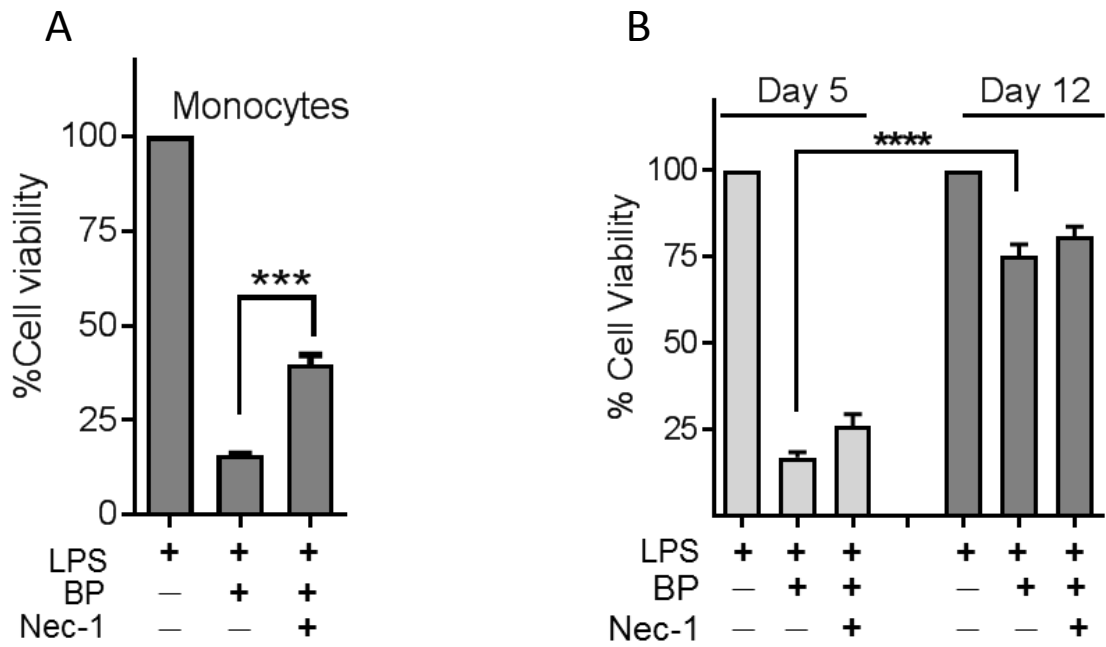 A
Monocytes
%Cell viability
100
75
50
25
0
***
LPS + + +
BP — + +
Nec-1 — — +
B
Day 5 Day 12
****
% Cell Viability
100
75
50
25
LPS + + + + + +
BP — + + — + +
Nec-1 — — + — — +